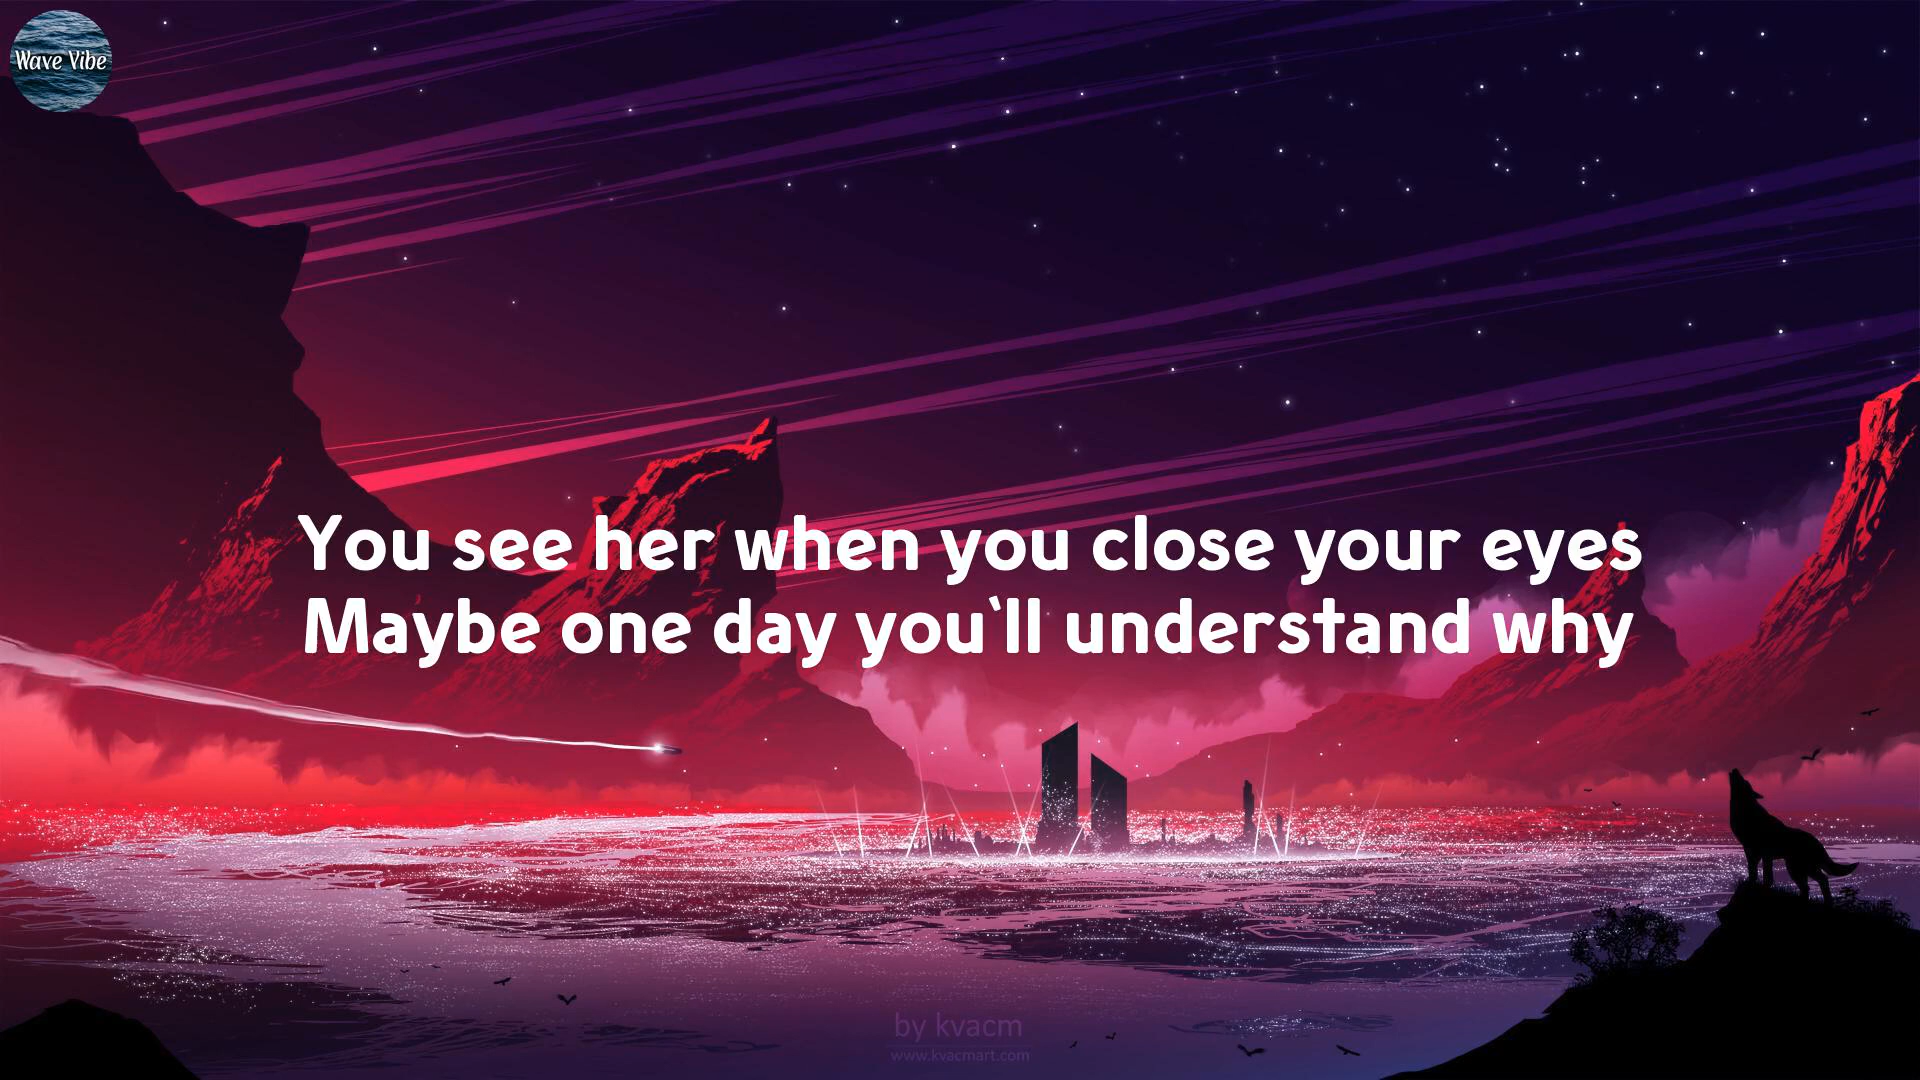 Wave Vibe
You see her when you close your eyes
Maybe one day you`ll understand why
by kvacm
www.kvacmart.com